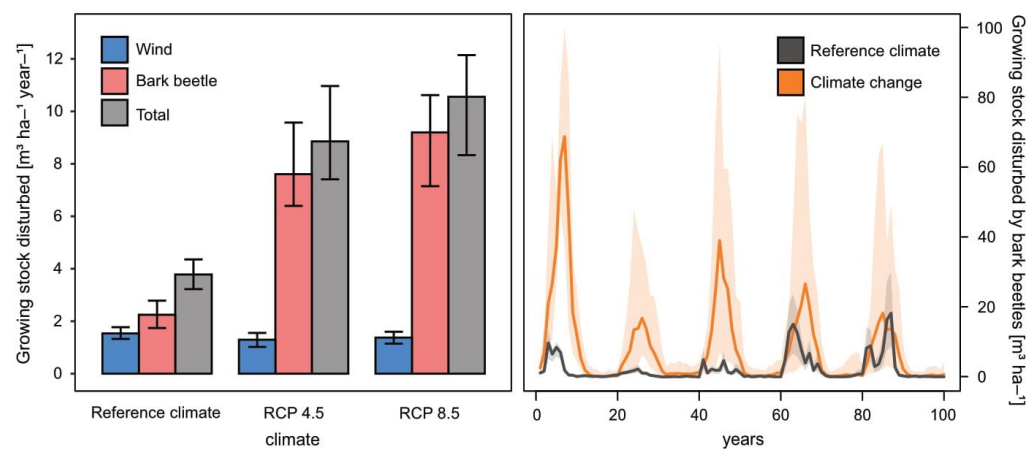 Growing stock disturbed [m³ ha–¹ year–¹]
12
10
8
6
4
2
0
Wind
Bark beetle
Total
Reference climate
RCP 4.5
RCP 8.5
climate
Reference climate
Climate change
100
80
60
40
20
0
Growing stock disturbed by bark beetles [m³ ha–¹]
0
20
40
60
80
100
years